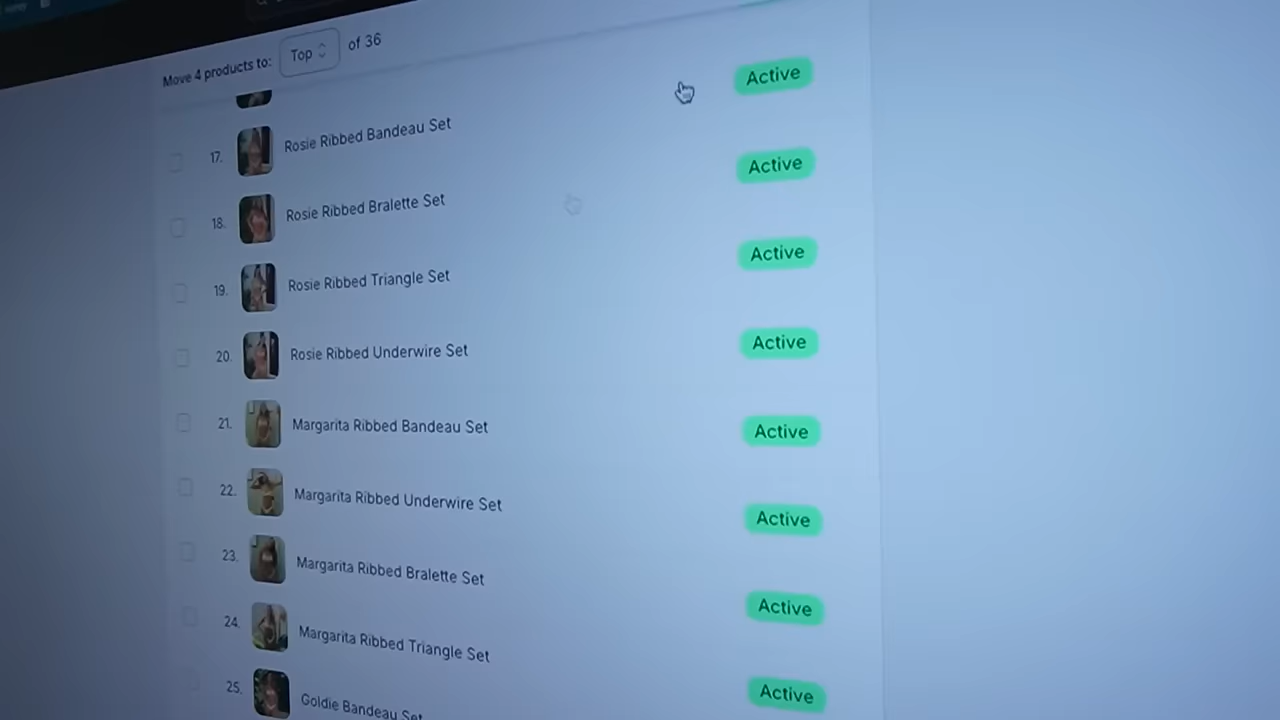 Move 4 products to: Top of 36
Active
17. Rosie Ribbed Bandeau Set Active
18. Rosie Ribbed Bralette Set Active
19. Rosie Ribbed Triangle Set Active
20. Rosie Ribbed Underwire Set Active
21. Margarita Ribbed Bandeau Set Active
22. Margarita Ribbed Underwire Set Active
23. Margarita Ribbed Bralette Set Active
24. Margarita Ribbed Triangle Set
25. Goldie Bandeau Set